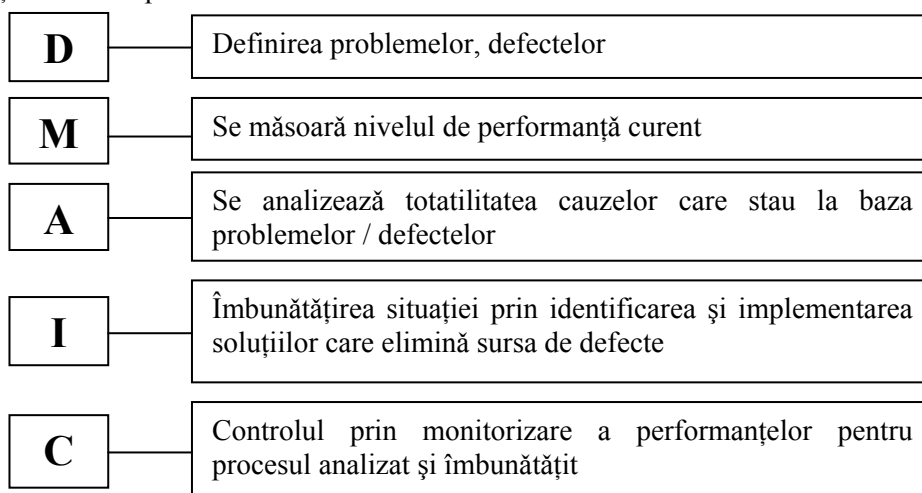 D
Definirea problemelor, defectelor
M
Se măsoară nivelul de performanță curent
A
Se analizează totatilitatea cauzelor care stau la baza
problemelor / defectelor
I
Îmbunătățirea situației prin identificarea şi implementarea
soluțiilor care elimină sursa de defecte
C
Controlul prin monitorizare a performanțelor pentru
procesul analizat şi îmbunătățit